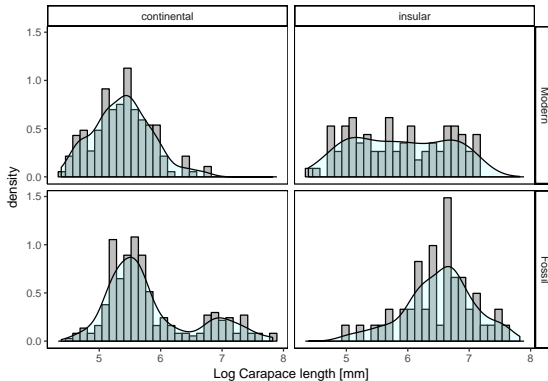 continental insular
1.5
1.0
0.5
0.0
Modern
density
1.5
1.0
0.5
0.0
Fossil
5 6 7 8 5 6 7 8
Log Carapace length [mm]